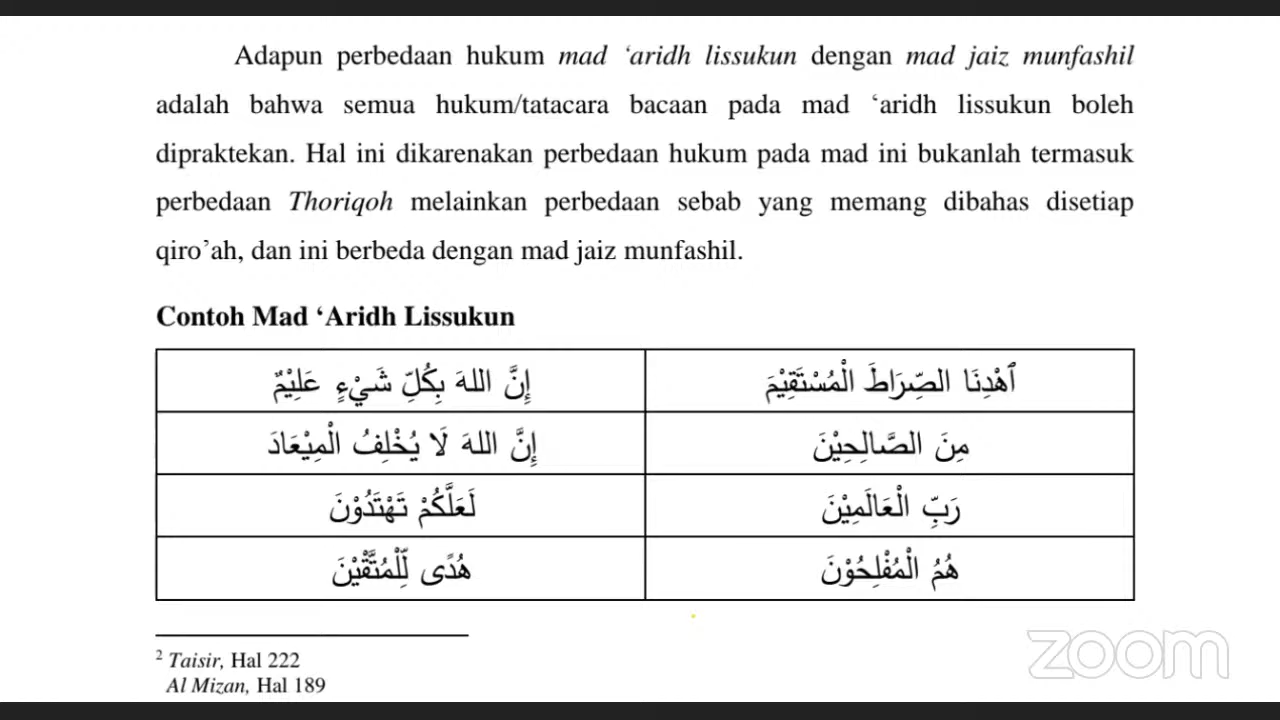 Adapun perbedaan hukum mad ‘aridh lissukun dengan mad jaiz munfashil
adalah bahwa semua hukum/tatacara bacaan pada mad ‘aridh lissukun boleh
dipraktekan. Hal ini dikarenakan perbedaan hukum pada mad ini bukanlah termasuk
perbedaan Thoriqoh melainkan perbedaan sebab yang memang dibahas disetiap
qiro’ah, dan ini berbeda dengan mad jaiz munfashil.
Contoh Mad ‘Aridh Lissukun
ٱهْدِنَا الصِّرَاطَ الْمُسْتَقِيْمَ
إِنَّ اللهَ بِكُلِّ شَيْءٍ عَلِيْمٌ
مِنَ الصَّالِحِيْنَ
إِنَّ اللهَ لَا يُخْلِفُ الْمِيْعَادَ
رَبِّ الْعَالَمِيْنَ
لَعَلَّكُمْ تَهْتَدُوْنَ
هُمُ الْمُفْلِحُوْنَ
هُدًى لِّلْمُتَّقْيْنَ
2 Taisir, Hal 222
Al Mizan, Hal 189
zoom